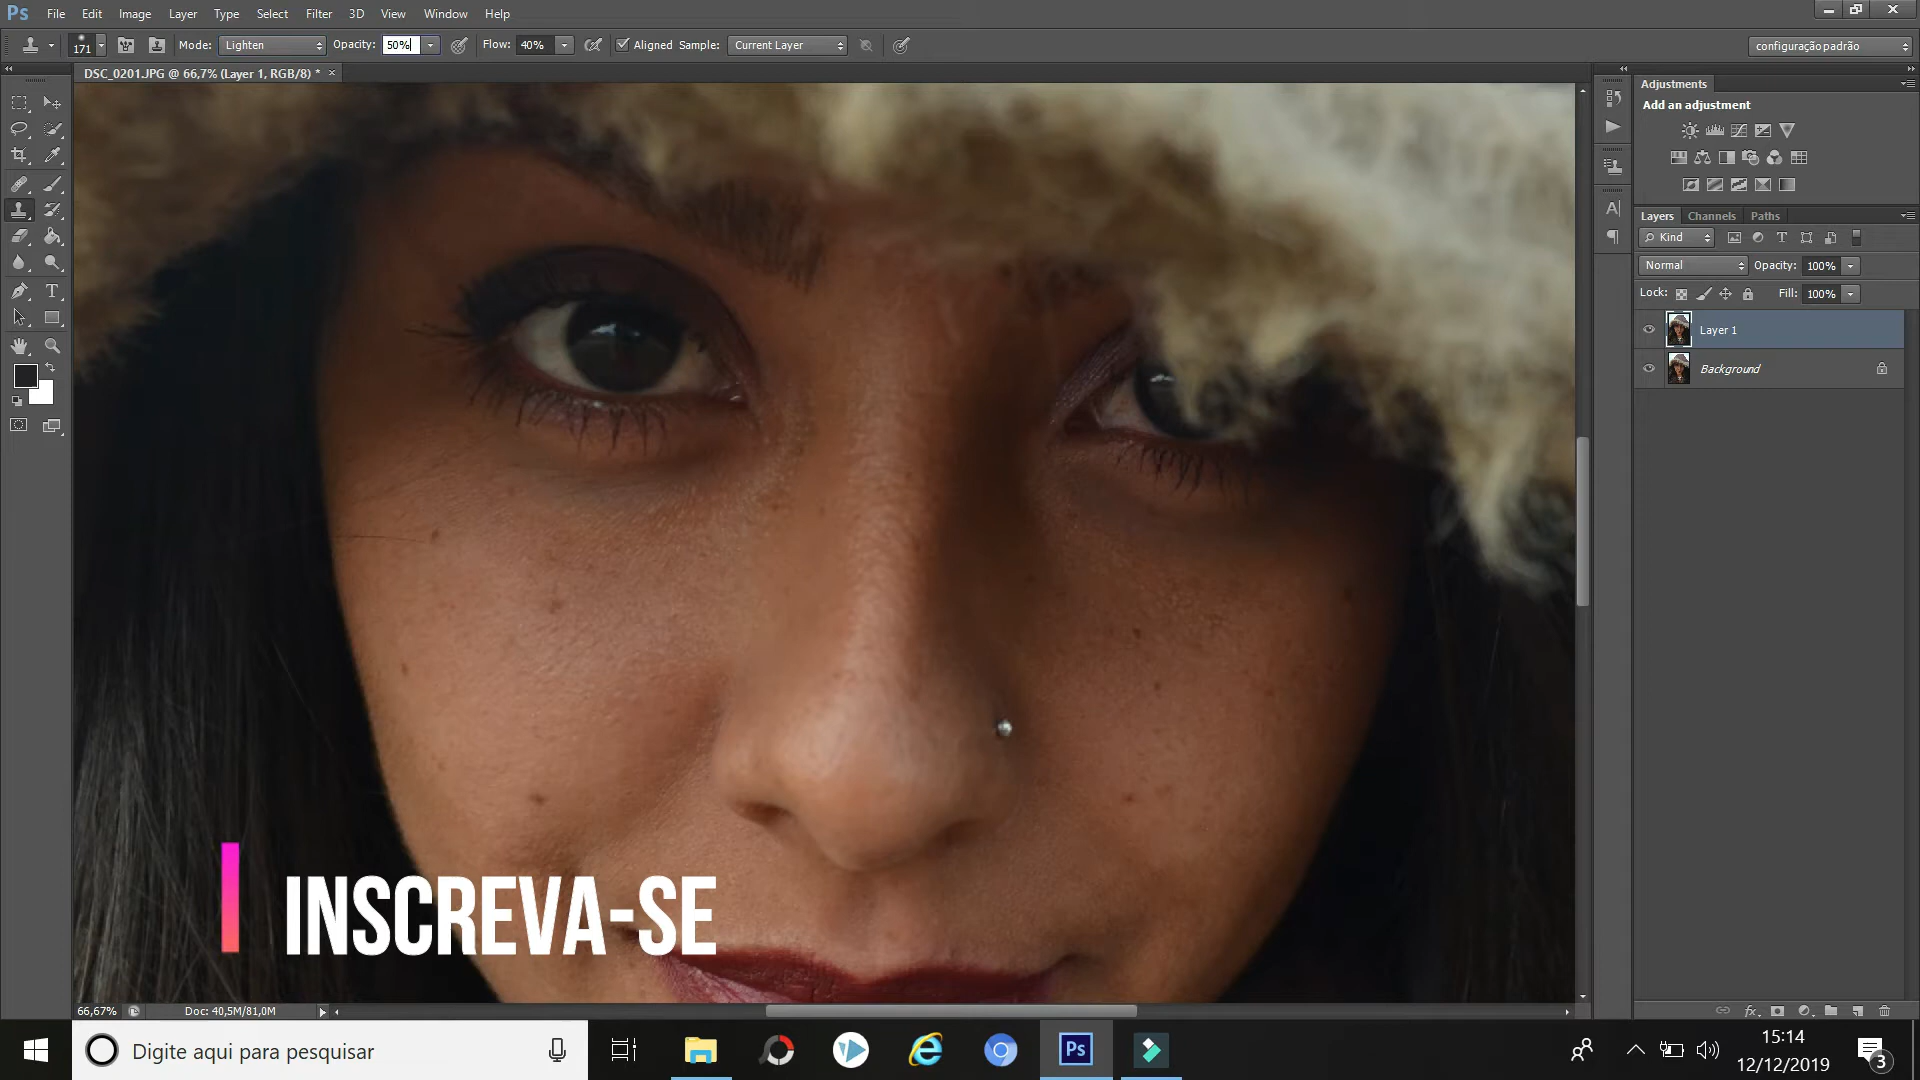 Ps File Edit Image Layer Type Select Filter 3D View Window Help
171 Mode: Lighten Opacity: 50% Flow: 40% Aligned Sample: Current Layer configuração padrão
DSC_0201.JPG @ 66,7% (Layer 1, RGB/8) * ×
Adjustments
Add an adjustment
Layers Channels Paths
Kind
Normal Opacity: 100%
Lock: Fill: 100%
Layer 1
Background
INSCREVA-SE
66,67% Doc: 40,5M/81,0M
Digite aqui para pesquisar
Ps
15:14
12/12/2019
3